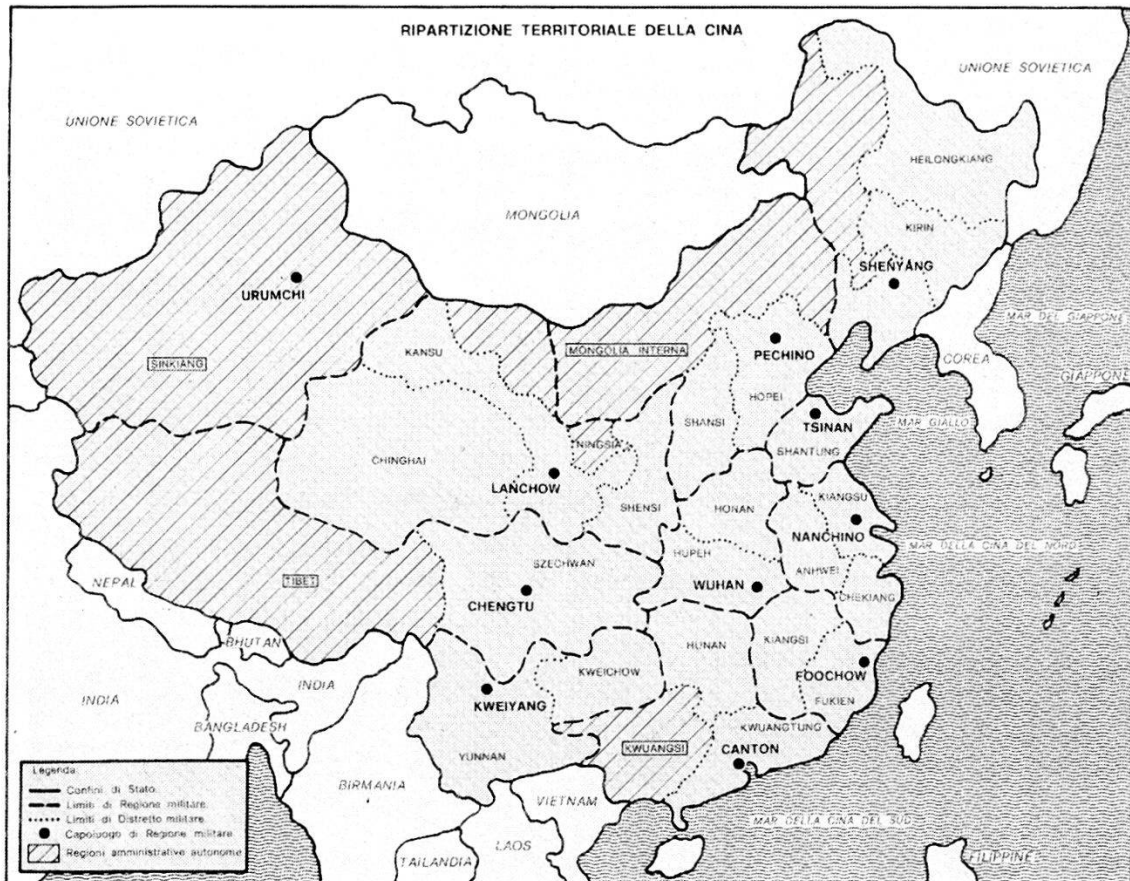 RIPARTIZIONE TERRITORIALE DELLA CINA
UNIONE SOVIETICA
UNIONE SOVIETICA
HEILONGKIANG
MONGOLIA
KIRIN
SHENYANG
URUMCHI
MAR DEL GIAPPONE
KANSU
MONGOLIA INTERNA
PECHINO
COREA
SINKIANG
GIAPPONE
HOPEI
TSINAN
SHANSI
MAR GIALLO
NINGSIA
SHANTUNG
CHINGHAI
LANCHOW
KIANGSU
SHENSI
HONAN
NANCHINO
MAR DELLA CINA DEL NORD
HUPEH
SZECHWAN
ANHWEI
NEPAL
TIBET
WUHAN
CHENGTU
CHEKIANG
BHUTAN
HUNAN
KIANGSI
KWEICHOW
FOOCHOW
INDIA
INDIA
KWEIYANG
FUKIEN
BANGLADESH
KWUANGTUNG
KWUANGSI
CANTON
YUNNAN
Legenda
Confini di Stato.
Limiti di Regione militare.
Limiti di Distretto militare.
Capoluogo di Regione militare
Regioni amministrative autonome
BIRMANIA
VIETNAM
MAR DELLA CINA DEL SUD
LAOS
TAILANDIA
FILIPPINE